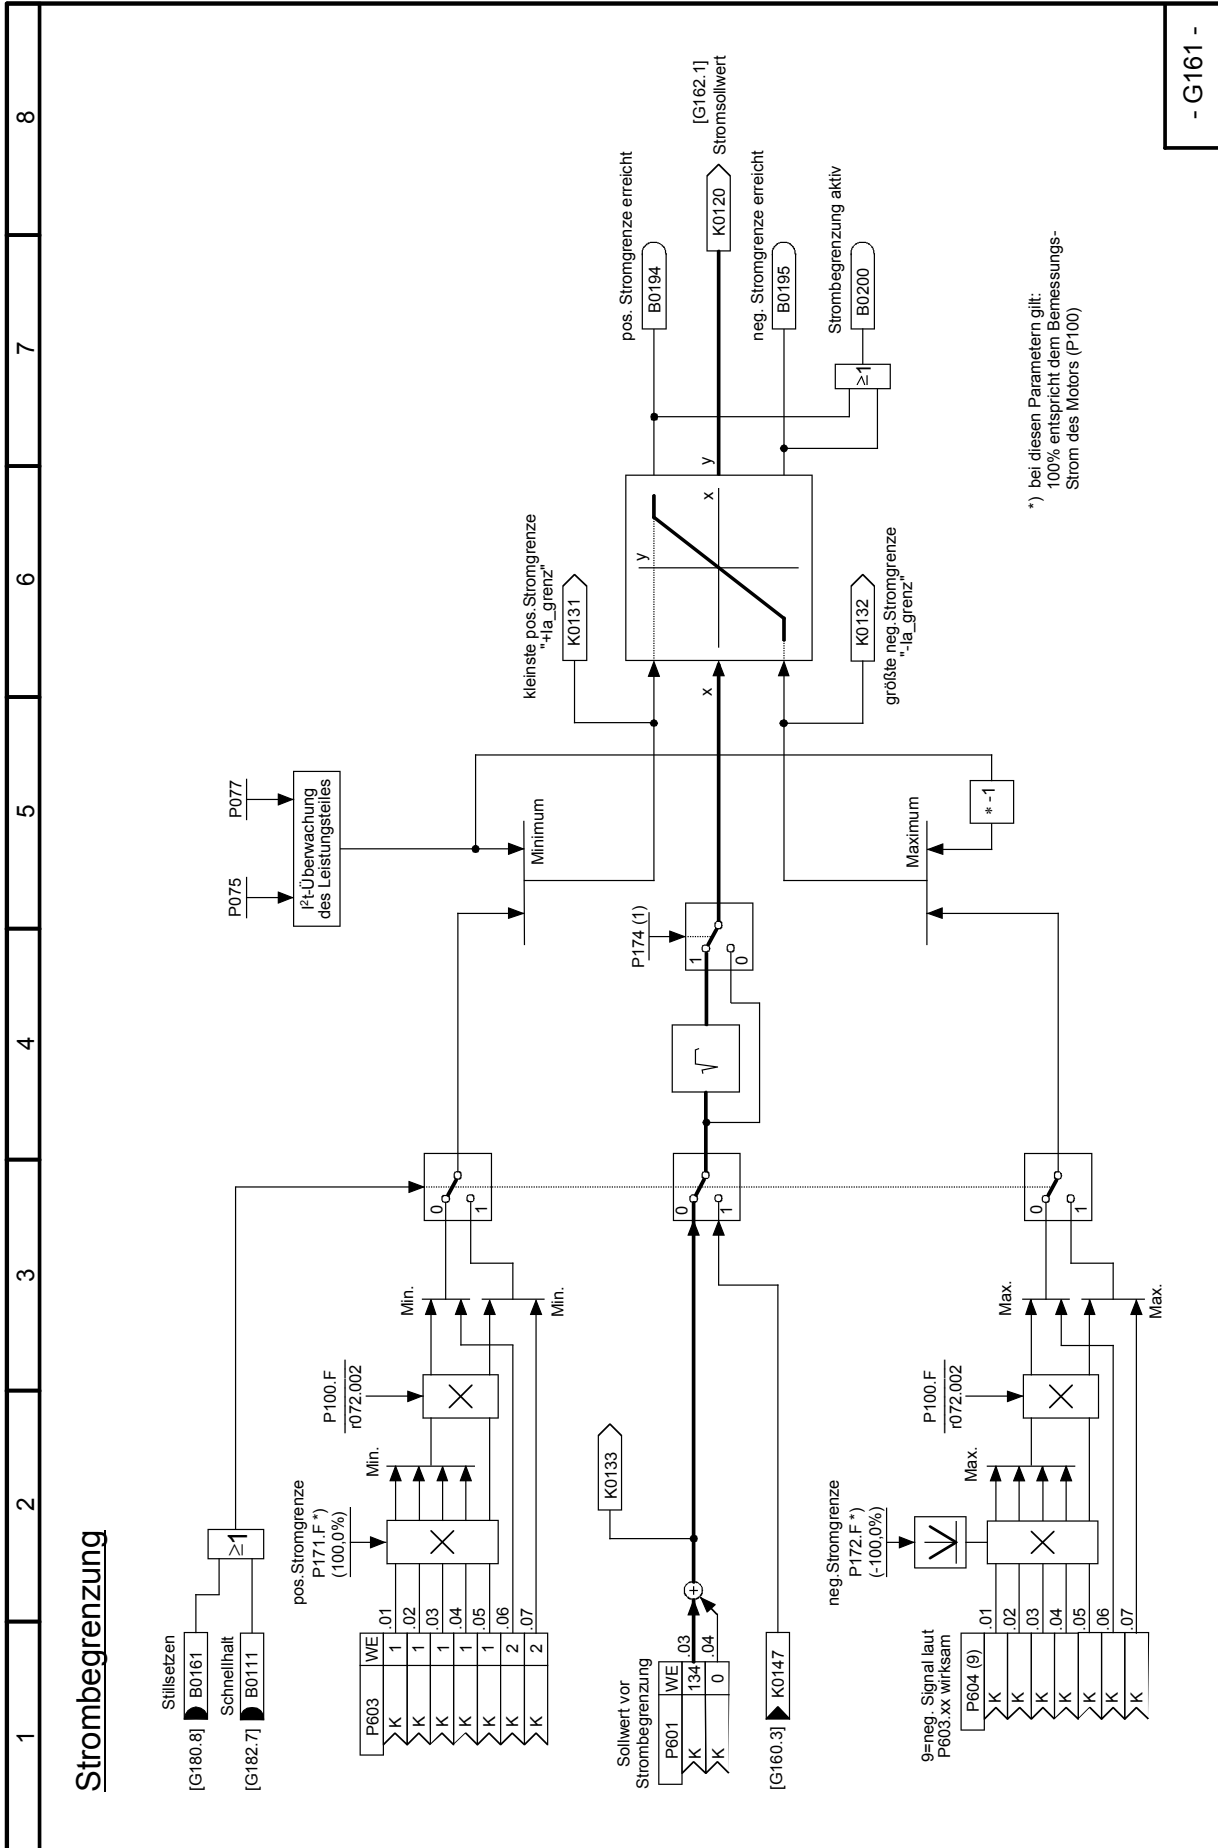 1
2
3
4
5
6
7
8
Strombegrenzung
Stillsetzen
[G180.8] B0161
Schnellhalt
[G182.7] B0111
≥1
pos.Stromgrenze
P171.F *)
(100,0%)
P603 WE
K 1 .01
K 1 .02
K 1 .03
K 1 .04
K 1 .05
K 2 .06
K 2 .07
Min.
P100.F
r072.002
Min.
Min.
0
1
P075
P077
I²t-Überwachung
des Leistungsteiles
Minimum
kleinste pos.Stromgrenze
"+Ia_grenz"
K0131
pos. Stromgrenze erreicht
B0194
Sollwert vor
Strombegrenzung
P601 WE
K 134 .03
K 0 .04
+
K0133
[G160.3] K0147
0
1
√
P174 (1)
1
0
x
y
x
y
K0120
[G162.1]
Stromsollwert
neg. Stromgrenze erreicht
B0195
Strombegrenzung aktiv
B0200
≥1
K0132
größte neg.Stromgrenze
"-Ia_grenz"
neg.Stromgrenze
P172.F *)
(-100,0%)
9=neg. Signal laut
P603.xx wirksam
P604 (9)
K .01
K .02
K .03
K .04
K .05
K .06
K .07
Max.
P100.F
r072.002
Max.
Max.
0
1
Maximum
* -1
*) bei diesen Parametern gilt:
100% entspricht dem Bemessungs-
Strom des Motors (P100)
- G161 -